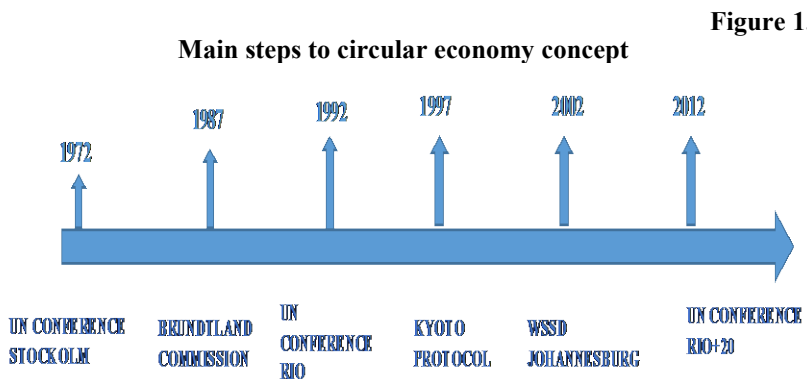 Figure 1
Main steps to circular economy concept
1972
1987
1992
1997
2002
2012
UN CONFERENCE
STOCKOLM
BRUNDTLAND
COMMISSION
UN
CONFERENCE
RIO
KYOTO
PROTOCOL
WSSD
JOHANNESBURG
UN CONFERENCE
RIO+20